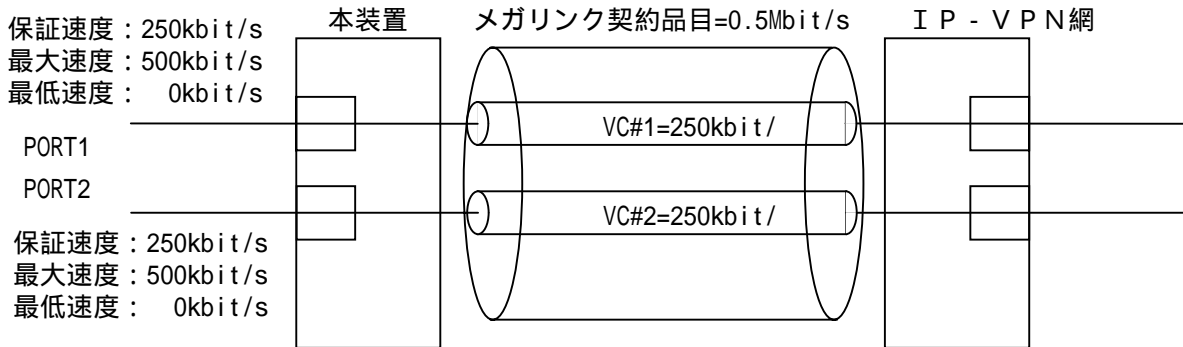 保証速度：250kbit/s
最大速度：500kbit/s
最低速度：　0kbit/s
本装置
メガリンク契約品目=0.5Mbit/s
ＩＰ-ＶＰＮ網
PORT1
VC#1=250kbit/
PORT2
VC#2=250kbit/
保証速度：250kbit/s
最大速度：500kbit/s
最低速度：　0kbit/s